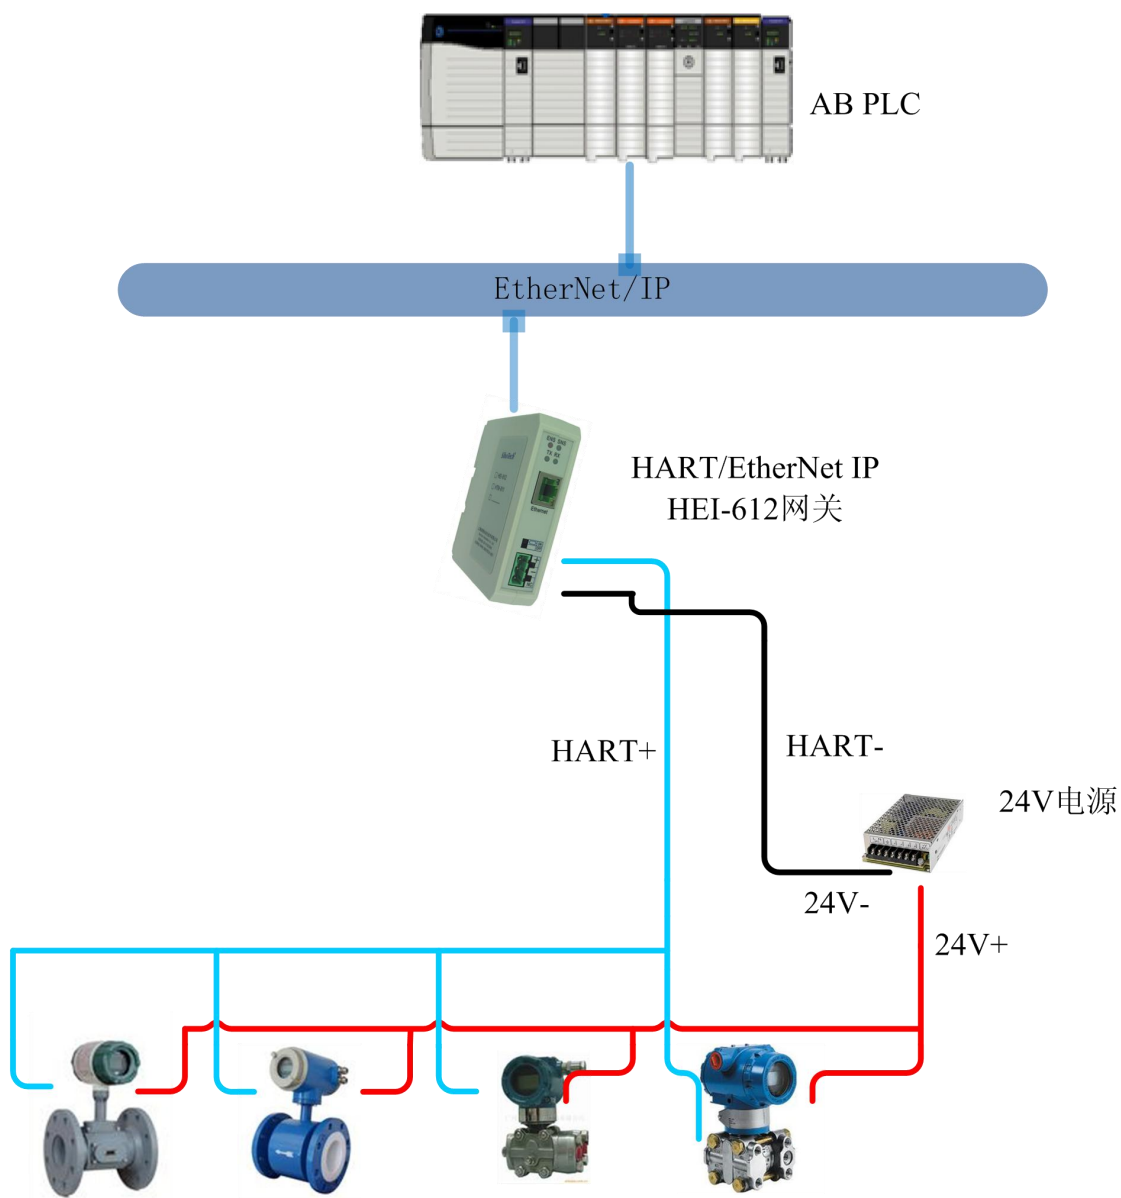 AB PLC
EtherNet/IP
HART/EtherNet IP
HEI-612网关
Ethernet
HART+
HART-
24V电源
24V-
24V+